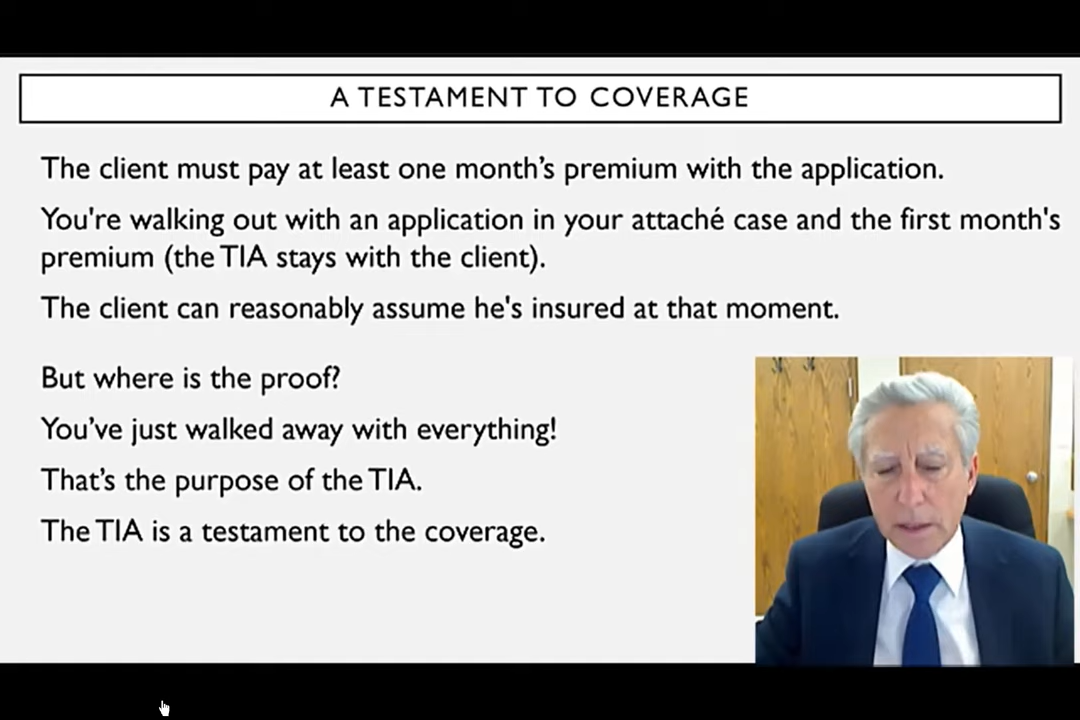 A TESTAMENT TO COVERAGE
The client must pay at least one month’s premium with the application.
You're walking out with an application in your attaché case and the first month's
premium (the TIA stays with the client).
The client can reasonably assume he's insured at that moment.
But where is the proof?
You’ve just walked away with everything!
That’s the purpose of the TIA.
The TIA is a testament to the coverage.